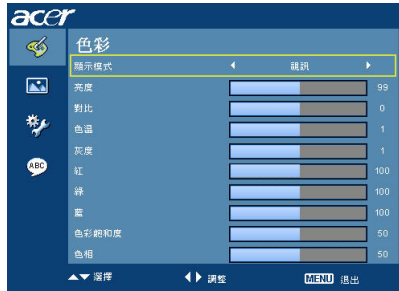 acer
色彩
顯示模式 視訊
亮度 99
對比 0
色溫 1
灰度 1
紅 100
綠 100
藍 100
色彩飽和度 50
色相 50
ABC
選擇 調整 MENU 退出